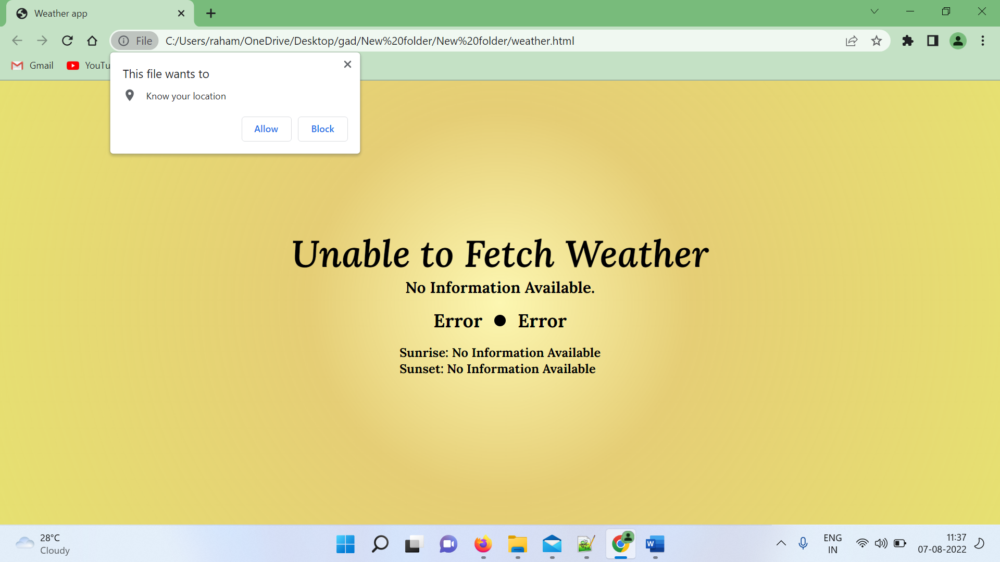 Weather app
File
C:/Users/raham/OneDrive/Desktop/gad/New%20folder/New%20folder/weather.html
Gmail
YouTu
This file wants to
Know your location
Allow
Block
Unable to Fetch Weather
No Information Available.
Error ● Error
Sunrise: No Information Available
Sunset: No Information Available
28°C
Cloudy
W
ENG
IN
11:37
07-08-2022